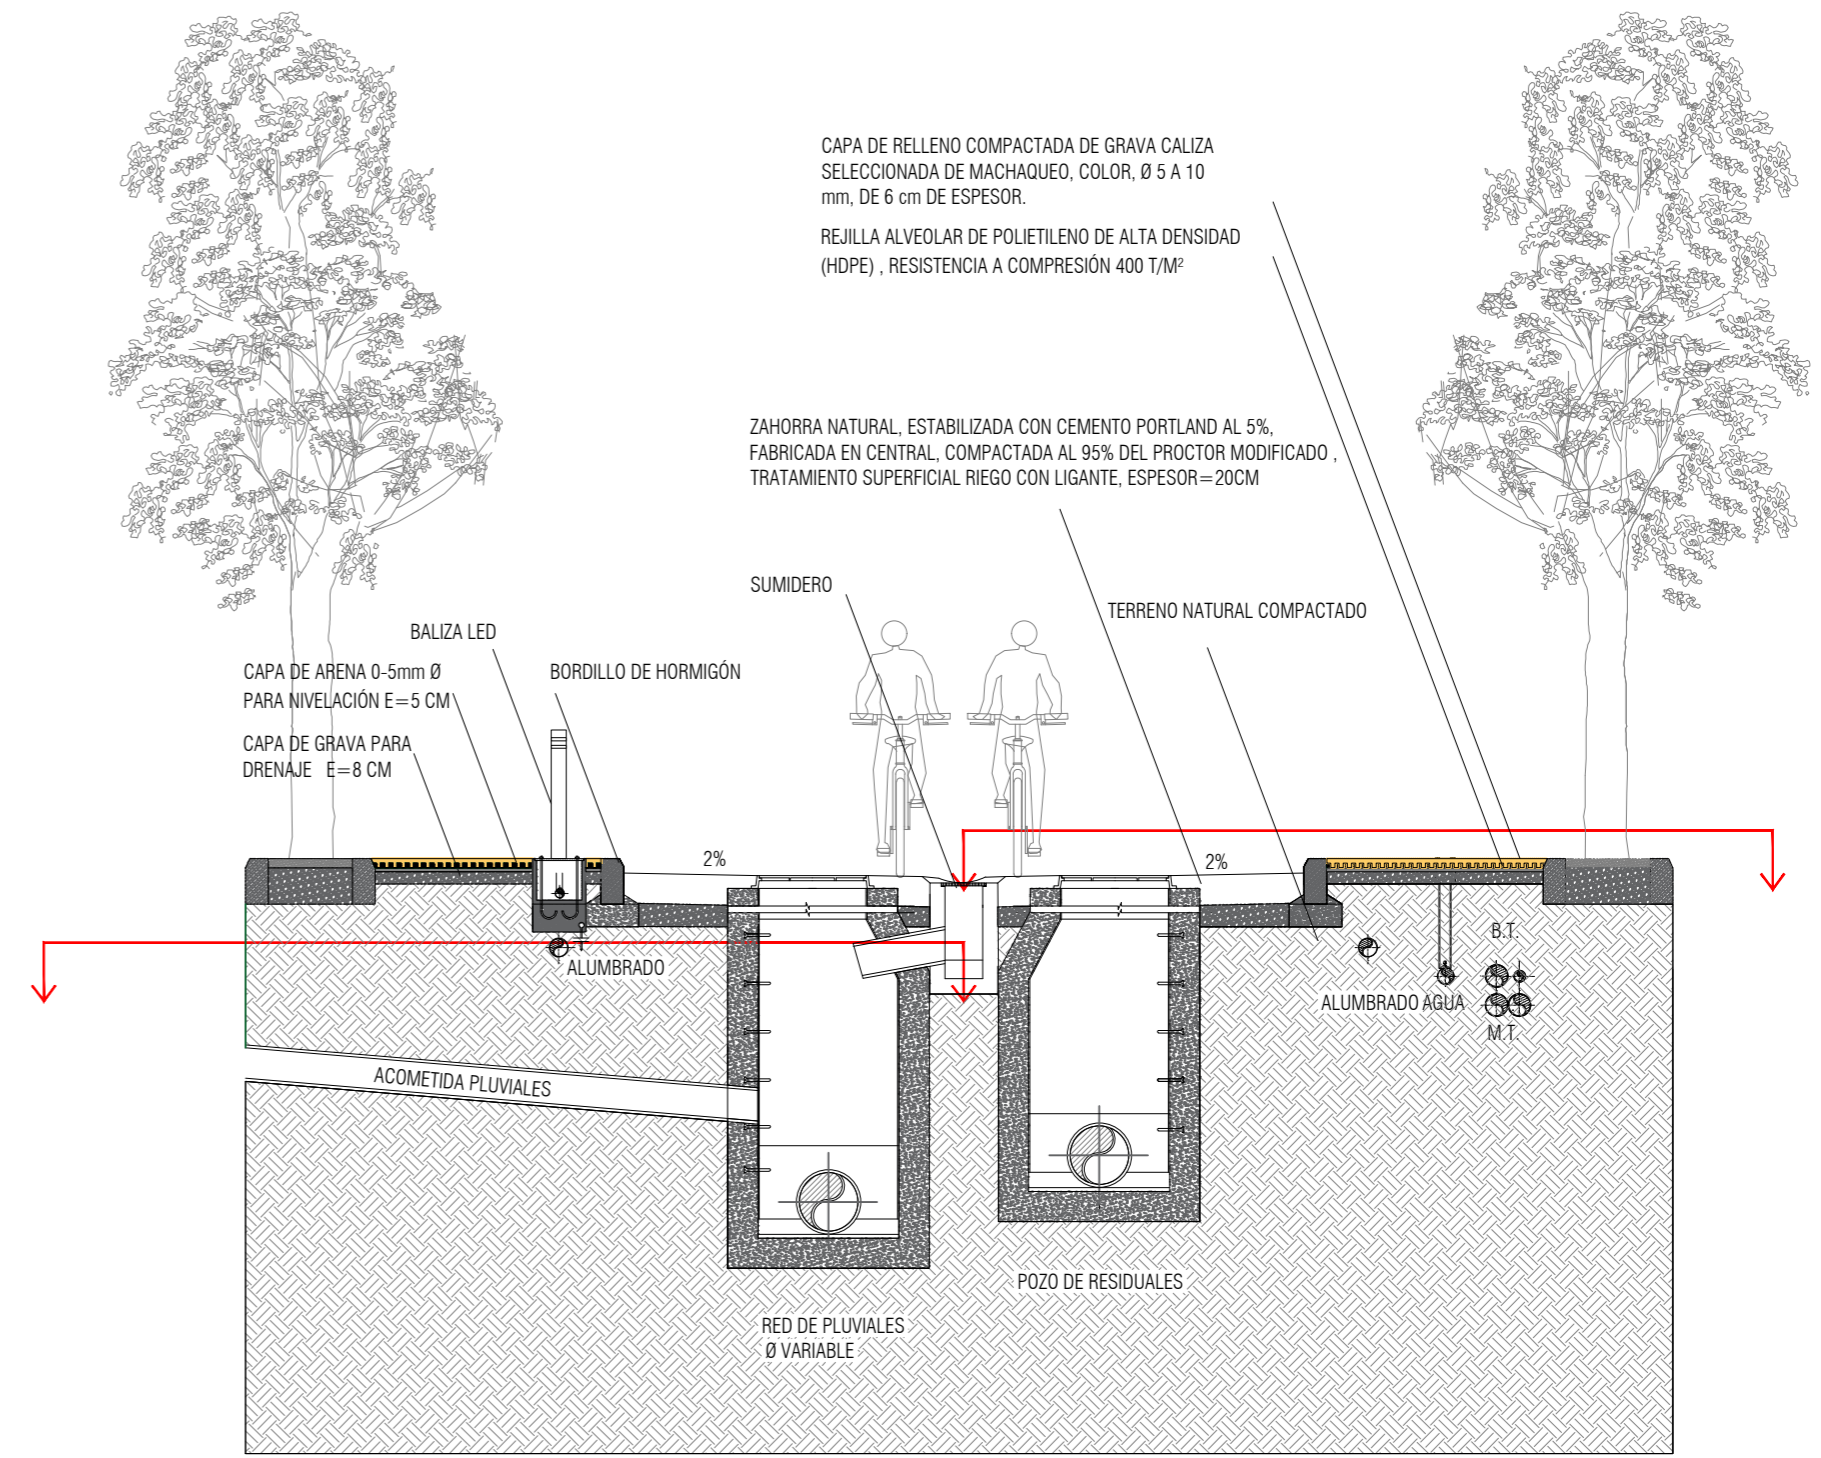 CAPA DE RELLENO COMPACTADA DE GRAVA CALIZA
SELECCIONADA DE MACHAQUEO, COLOR, Ø 5 A 10
mm, DE 6 cm DE ESPESOR.
REJILLA ALVEOLAR DE POLIETILENO DE ALTA DENSIDAD
(HDPE) , RESISTENCIA A COMPRESIÓN 400 T/M²
ZAHORRA NATURAL, ESTABILIZADA CON CEMENTO PORTLAND AL 5%,
FABRICADA EN CENTRAL, COMPACTADA AL 95% DEL PROCTOR MODIFICADO ,
TRATAMIENTO SUPERFICIAL RIEGO CON LIGANTE, ESPESOR=20CM
SUMIDERO
TERRENO NATURAL COMPACTADO
BALIZA LED
CAPA DE ARENA 0-5mm Ø
PARA NIVELACIÓN E=5 CM
BORDILLO DE HORMIGÓN
CAPA DE GRAVA PARA
DRENAJE E=8 CM
2%
2%
B.T.
ALUMBRADO
ALUMBRADO AGUA
M.T.
ACOMETIDA PLUVIALES
POZO DE RESIDUALES
RED DE PLUVIALES
Ø VARIABLE